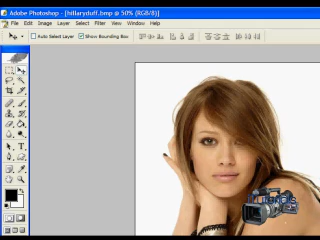 Adobe Photoshop - [hillaryduff.bmp @ 50% (RGB/8)]
File Edit Image Layer Select Filter View Window Help
Auto Select Layer Show Bounding Box